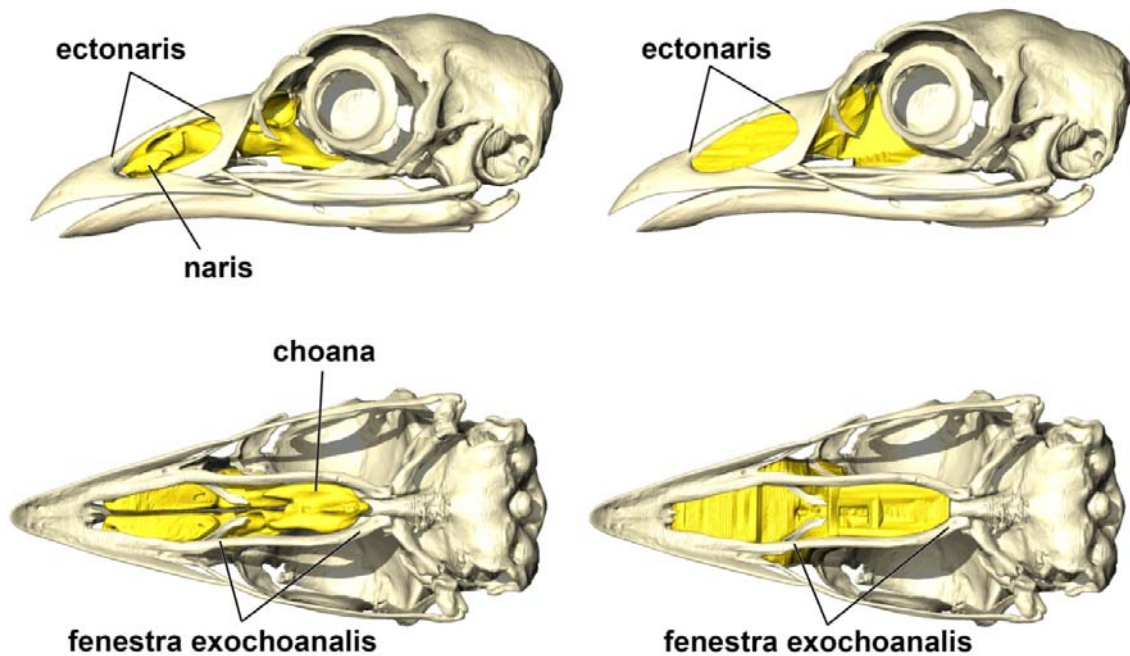 ectonaris
ectonaris
naris
choana
fenestra exochoanalis
fenestra exochoanalis